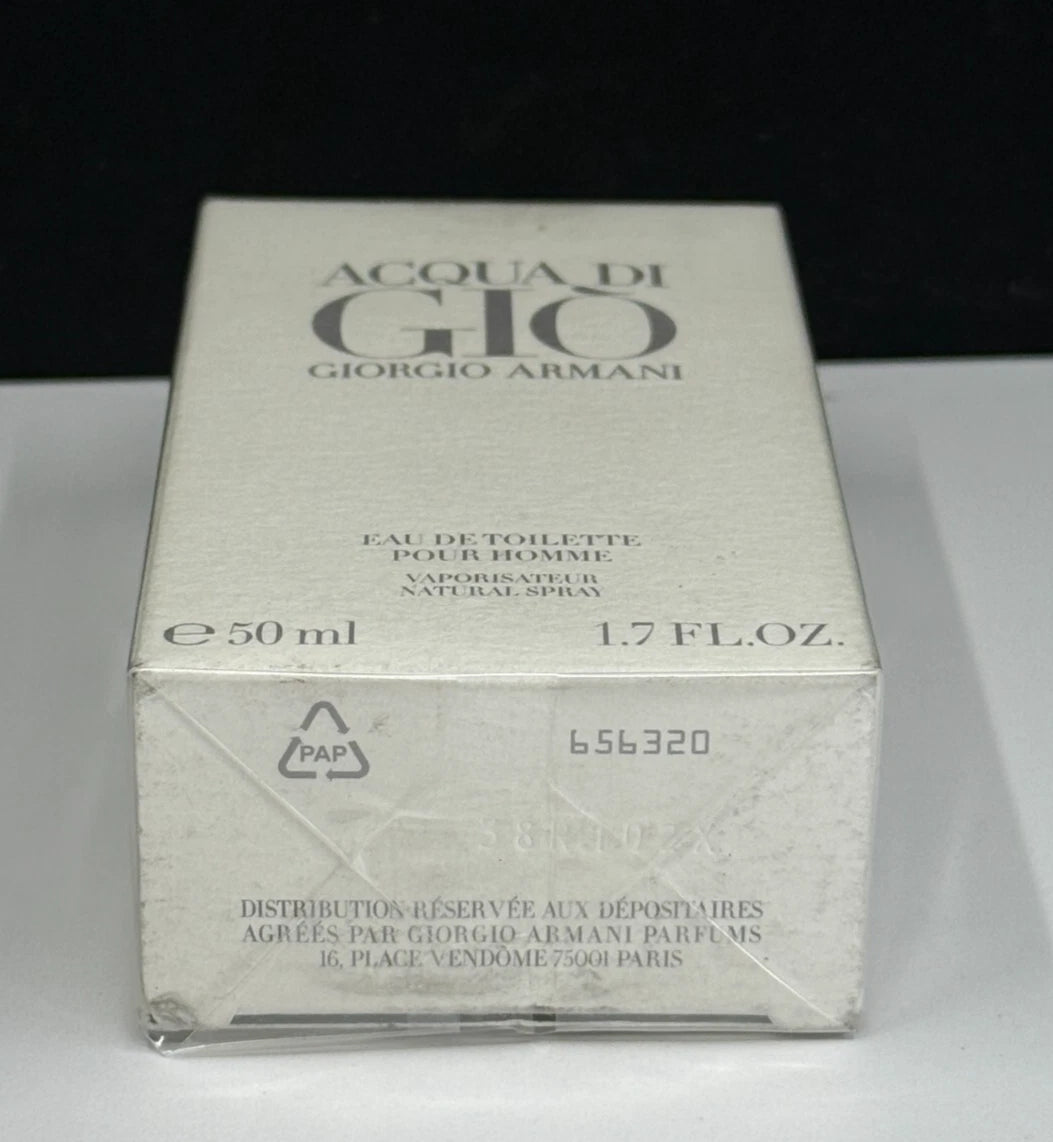 ACQUA DI
GIÒ
GIORGIO ARMANI
EAU DE TOILETTE
POUR HOMME
VAPORISATEUR
NATURAL SPRAY
e 50 ml 1.7 FL.OZ.
PAP 656320
DISTRIBUTION RÉSERVÉE AUX DÉPOSITAIRES
AGRÉÉS PAR GIORGIO ARMANI PARFUMS
16, PLACE VENDÔME 75001 PARIS